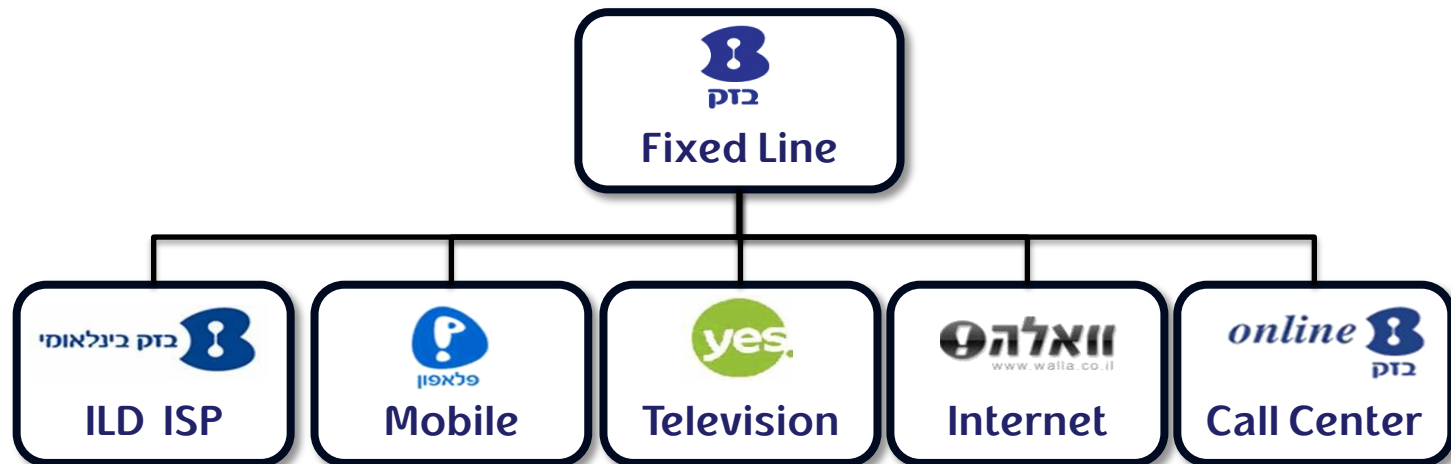 בזק
Fixed Line
בזק בינלאומי
ILD ISP
פלאפון
Mobile
yes
Television
וואלה!
www.walla.co.il
Internet
online
בזק
Call Center